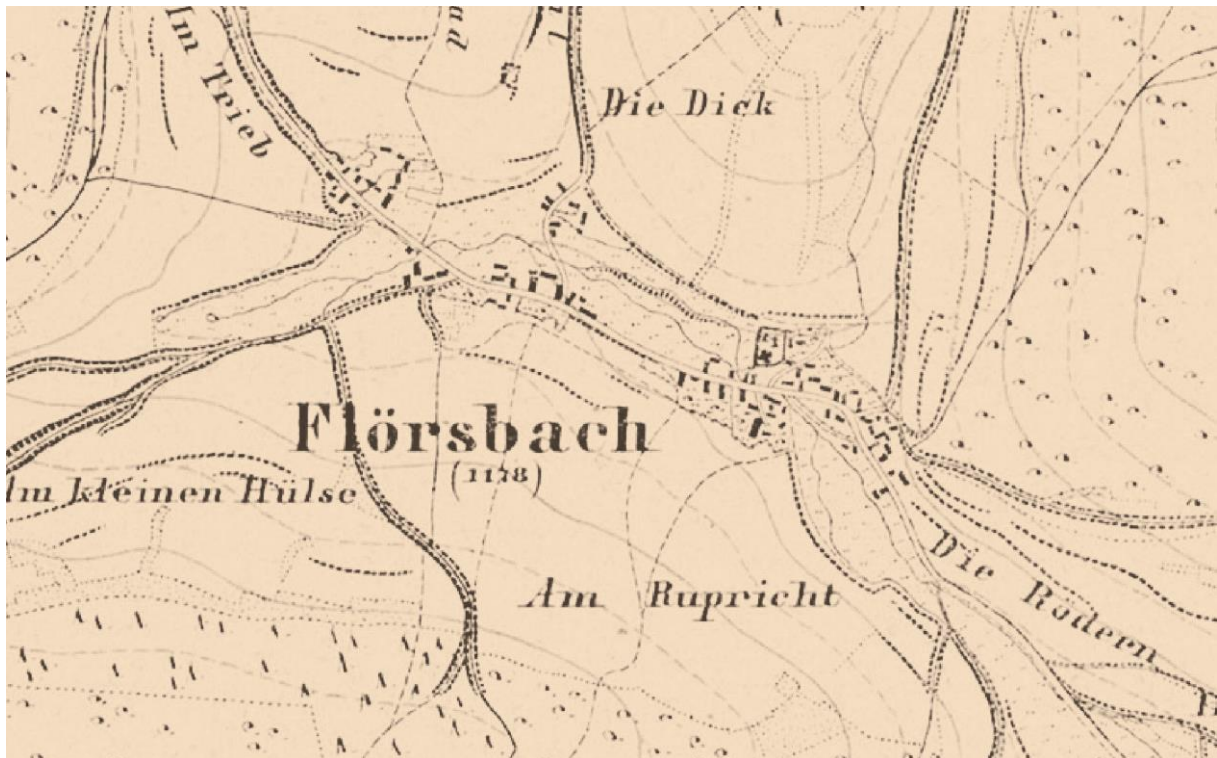 Im Trieb
Die Dick
Flörsbach
(1178)
Im kleinen Hülse
Am Rupricht
Die Rödern